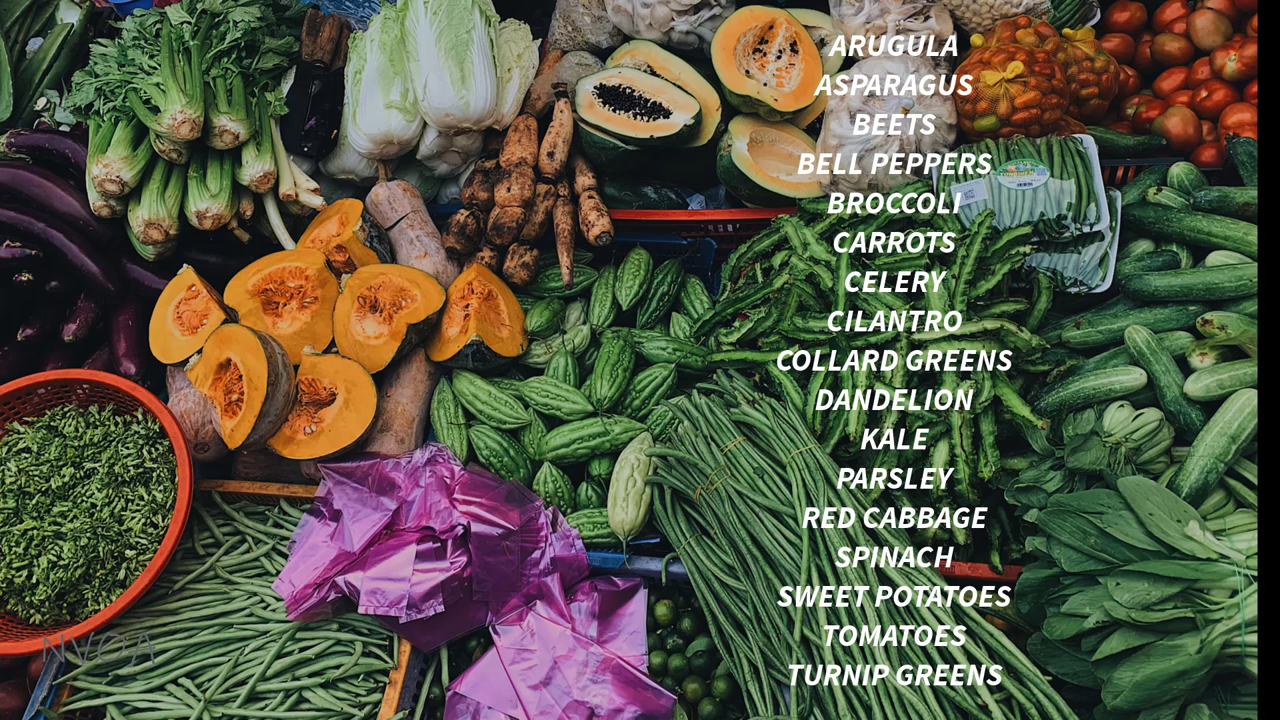 ARUGULA
ASPARAGUS
BEETS
BELL PEPPERS
BROCCOLI
CARROTS
CELERY
CILANTRO
COLLARD GREENS
DANDELION
KALE
PARSLEY
RED CABBAGE
SPINACH
SWEET POTATOES
TOMATOES
TURNIP GREENS
NVOA